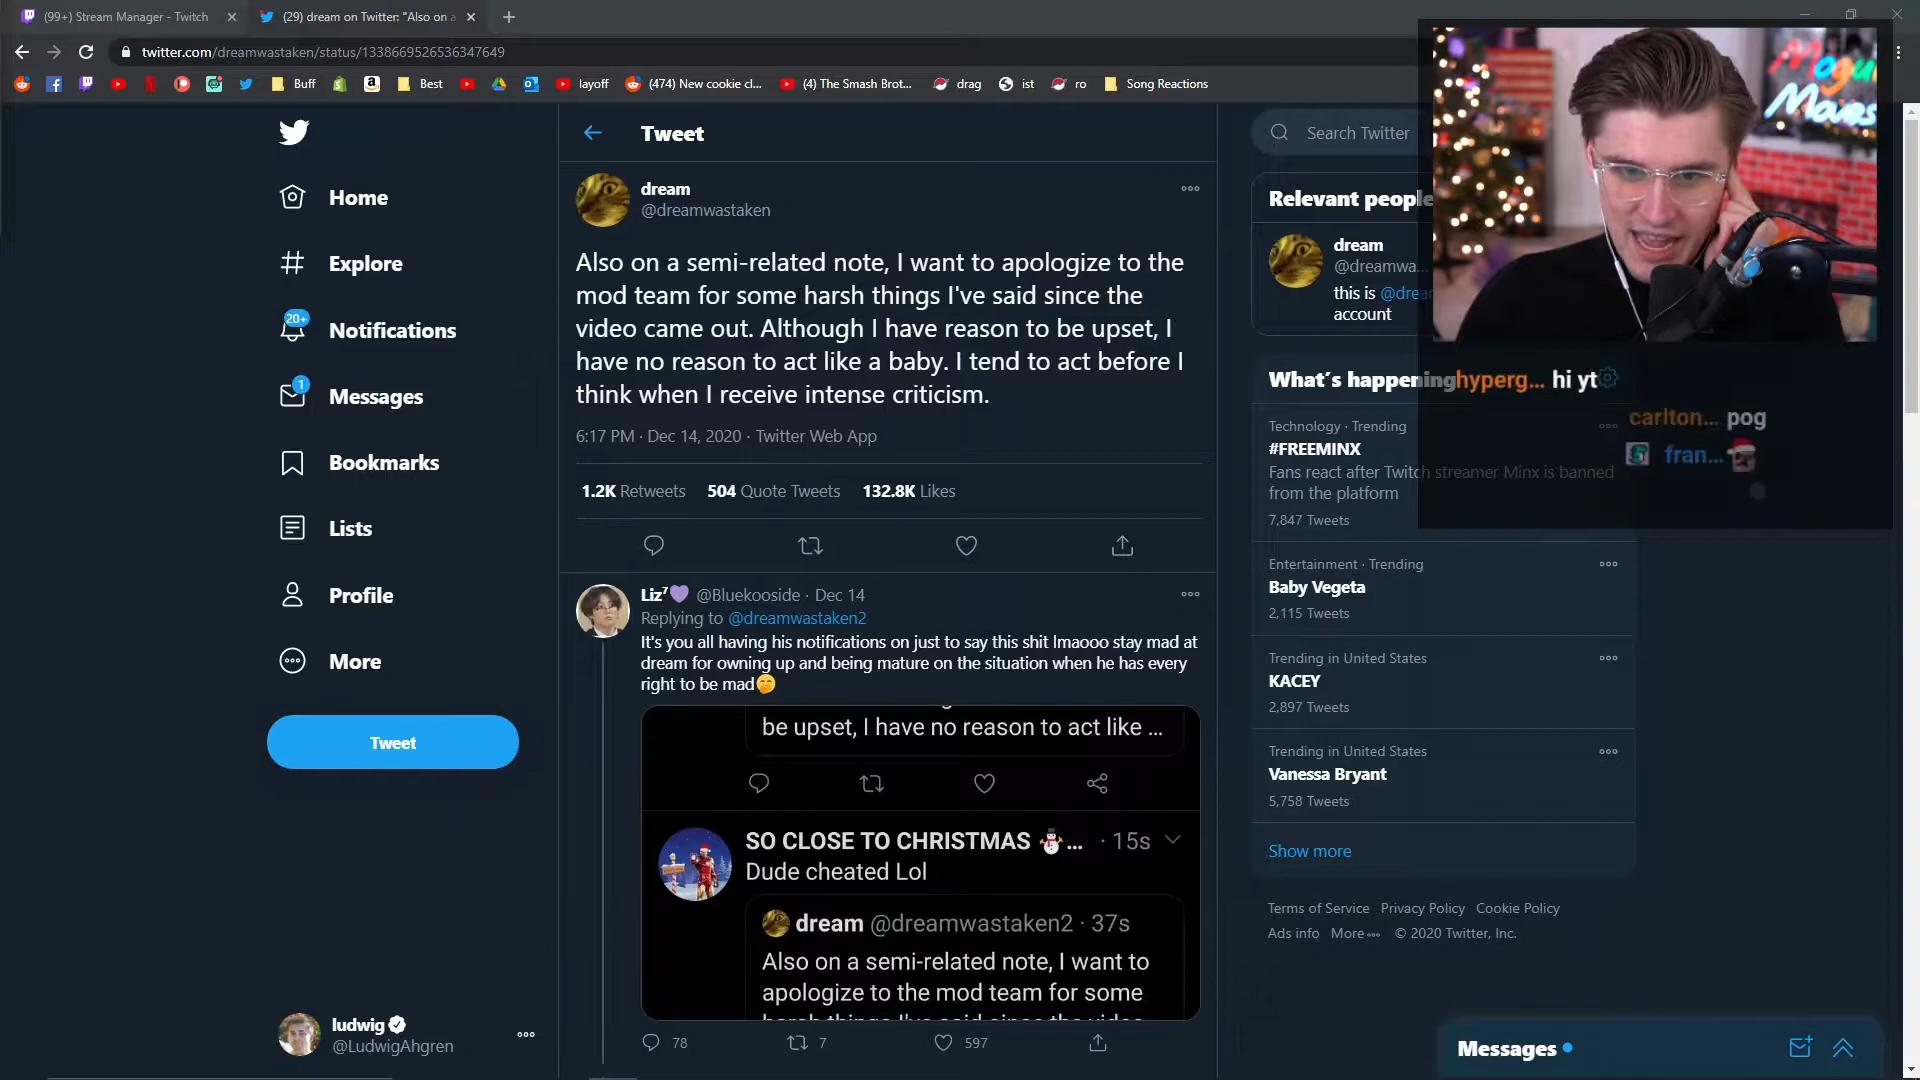 (99+) Stream Manager - Twitch
(29) dream on Twitter: "Also on a
twitter.com/dreamwastaken/status/1338669526536347649
Buff
Best
layoff
(474) New cookie cl...
(4) The Smash Brot...
drag
ist
ro
Song Reactions
Home
Explore
20+
Notifications
1
Messages
Bookmarks
Lists
Profile
More
Tweet
ludwig
@LudwigAhgren
Tweet
dream
@dreamwastaken
Also on a semi-related note, I want to apologize to the
mod team for some harsh things I've said since the
video came out. Although I have reason to be upset, I
have no reason to act like a baby. I tend to act before I
think when I receive intense criticism.
6:17 PM · Dec 14, 2020 · Twitter Web App
1.2K Retweets 504 Quote Tweets 132.8K Likes
Liz⁷💜 @Bluekooside · Dec 14
Replying to @dreamwastaken2
It's you all having his notifications on just to say this shit lmaooo stay mad at
dream for owning up and being mature on the situation when he has every
right to be mad🤭
be upset, I have no reason to act like ...
SO CLOSE TO CHRISTMAS ⛄... · 15s
Dude cheated Lol
dream @dreamwastaken2 · 37s
Also on a semi-related note, I want to
apologize to the mod team for some
harsh things I've said since the video
78 7 597
Search Twitter
Relevant people
dream
@dreamwa...
this is @drea
account
Mogul
Moves
What's happening
hyperg... hi yt
carlton... pog
fran...
Technology · Trending
#FREEMINX
Fans react after Twitch streamer Minx is banned
from the platform
7,847 Tweets
Entertainment · Trending
Baby Vegeta
2,115 Tweets
Trending in United States
KACEY
2,897 Tweets
Trending in United States
Vanessa Bryant
5,758 Tweets
Show more
Terms of Service Privacy Policy Cookie Policy
Ads info More © 2020 Twitter, Inc.
Messages